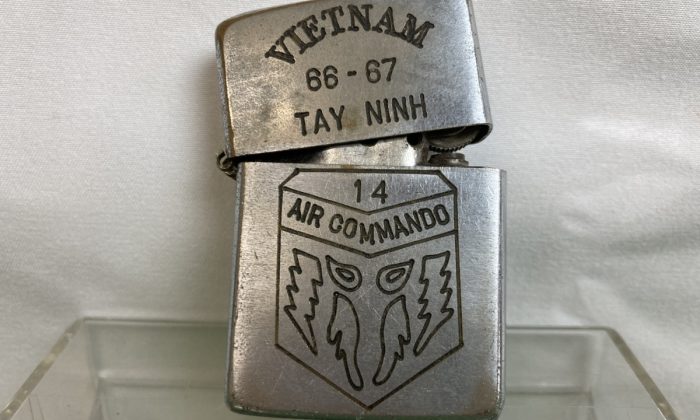 VIETNAM
66-67
TAY NINH
14
AIR COMMANDO